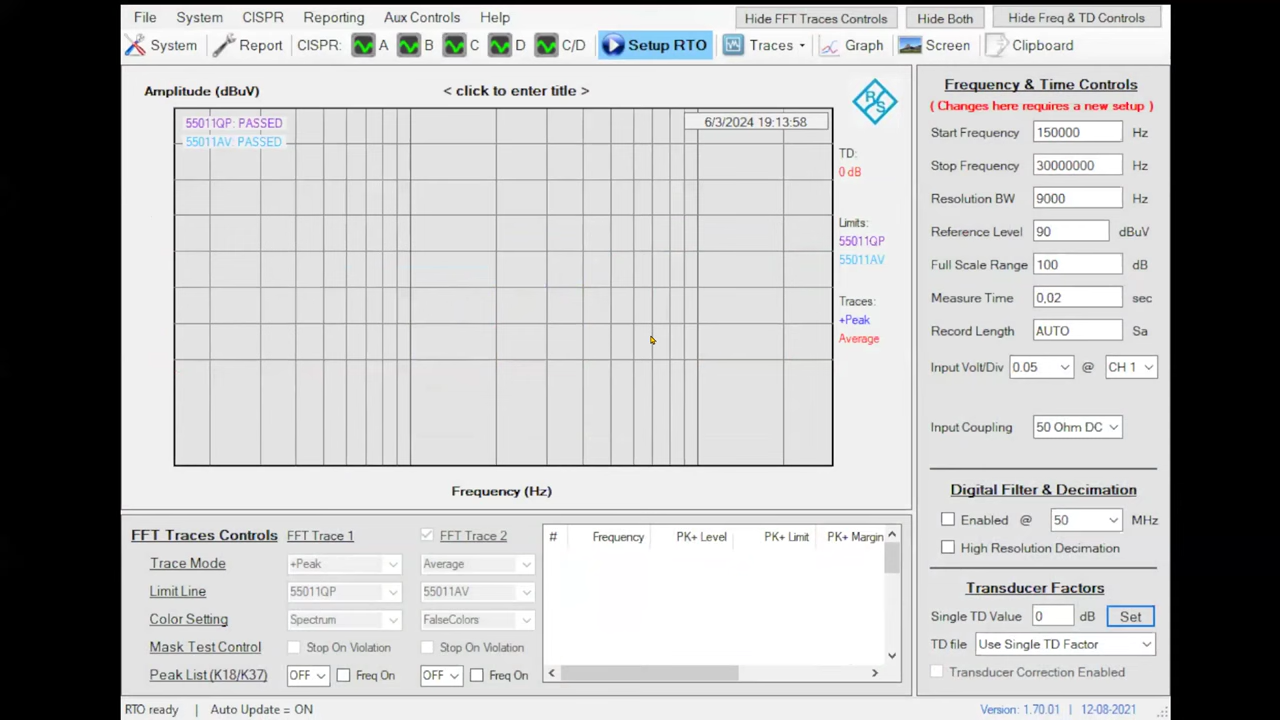 File System CISPR Reporting Aux Controls Help Hide FFT Traces Controls Hide Both Hide Freq & TD Controls
System Report CISPR: A B C D C/D Setup RTO Traces Graph Screen Clipboard
Amplitude (dBuV) < click to enter title >
55011QP: PASSED
55011AV: PASSED
6/3/2024 19:13:58
R&S
TD:
0 dB
Limits:
55011QP
55011AV
Traces:
+Peak
Average
Frequency (Hz)
Frequency & Time Controls
( Changes here requires a new setup )
Start Frequency 150000 Hz
Stop Frequency 30000000 Hz
Resolution BW 9000 Hz
Reference Level 90 dBuV
Full Scale Range 100 dB
Measure Time 0,02 sec
Record Length AUTO Sa
Input Volt/Div 0.05 @ CH 1
Input Coupling 50 Ohm DC
Digital Filter & Decimation
Enabled @ 50 MHz
High Resolution Decimation
Transducer Factors
Single TD Value 0 dB Set
TD file Use Single TD Factor
Transducer Correction Enabled
FFT Traces Controls FFT Trace 1 FFT Trace 2
Trace Mode +Peak Average
Limit Line 55011QP 55011AV
Color Setting Spectrum FalseColors
Mask Test Control Stop On Violation Stop On Violation
Peak List (K18/K37) OFF Freq On OFF Freq On
# Frequency PK+ Level PK+ Limit PK+ Margin
RTO ready | Auto Update = ON Version: 1.70.01 | 12-08-2021